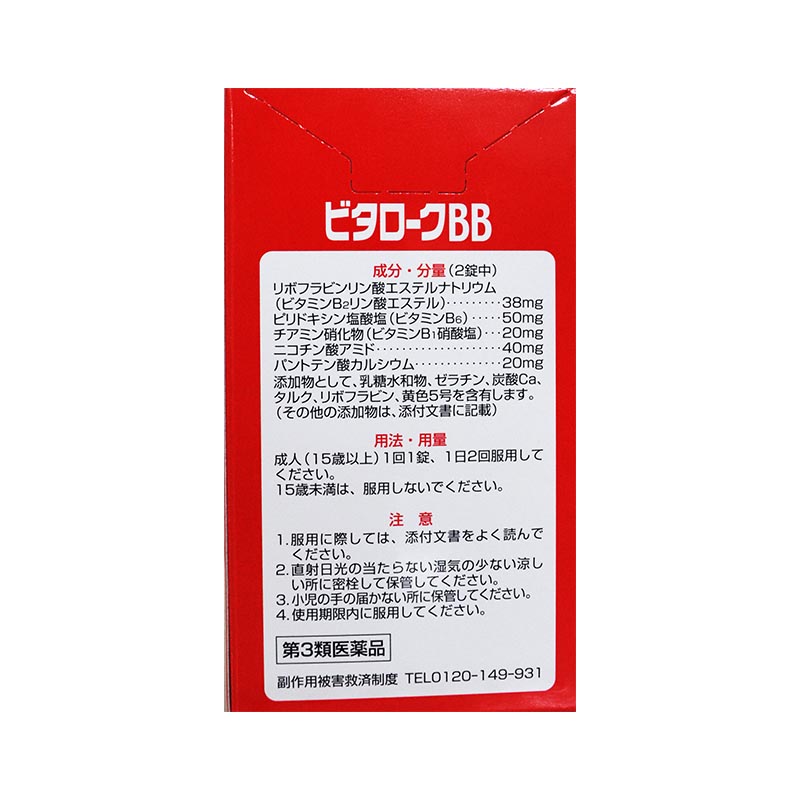 ビタロークBB
成分・分量(2錠中)
リボフラビンリン酸エステルナトリウム
(ビタミンB₂リン酸エステル)・・・・・・・・・38mg
ピリドキシン塩酸塩(ビタミンB₆)・・・・・50mg
チアミン硝化物(ビタミンB₁硝酸塩)・・・20mg
ニコチン酸アミド・・・・・・・・・・・・・・・・・・・・40mg
パントテン酸カルシウム・・・・・・・・・・・・・・20mg
添加物として、乳糖水和物、ゼラチン、炭酸Ca、
タルク、リボフラビン、黄色5号を含有します。
(その他の添加物は、添付文書に記載)
用法・用量
成人(15歳以上)1回1錠、1日2回服用して
ください。
15歳未満は、服用しないでください。
注 意
1.服用に際しては、添付文書をよく読んで
ください。
2.直射日光の当たらない湿気の少ない涼し
い所に密栓して保管してください。
3.小児の手の届かない所に保管してください。
4.使用期限内に服用してください。
第3類医薬品
副作用被害救済制度 TEL0120-149-931